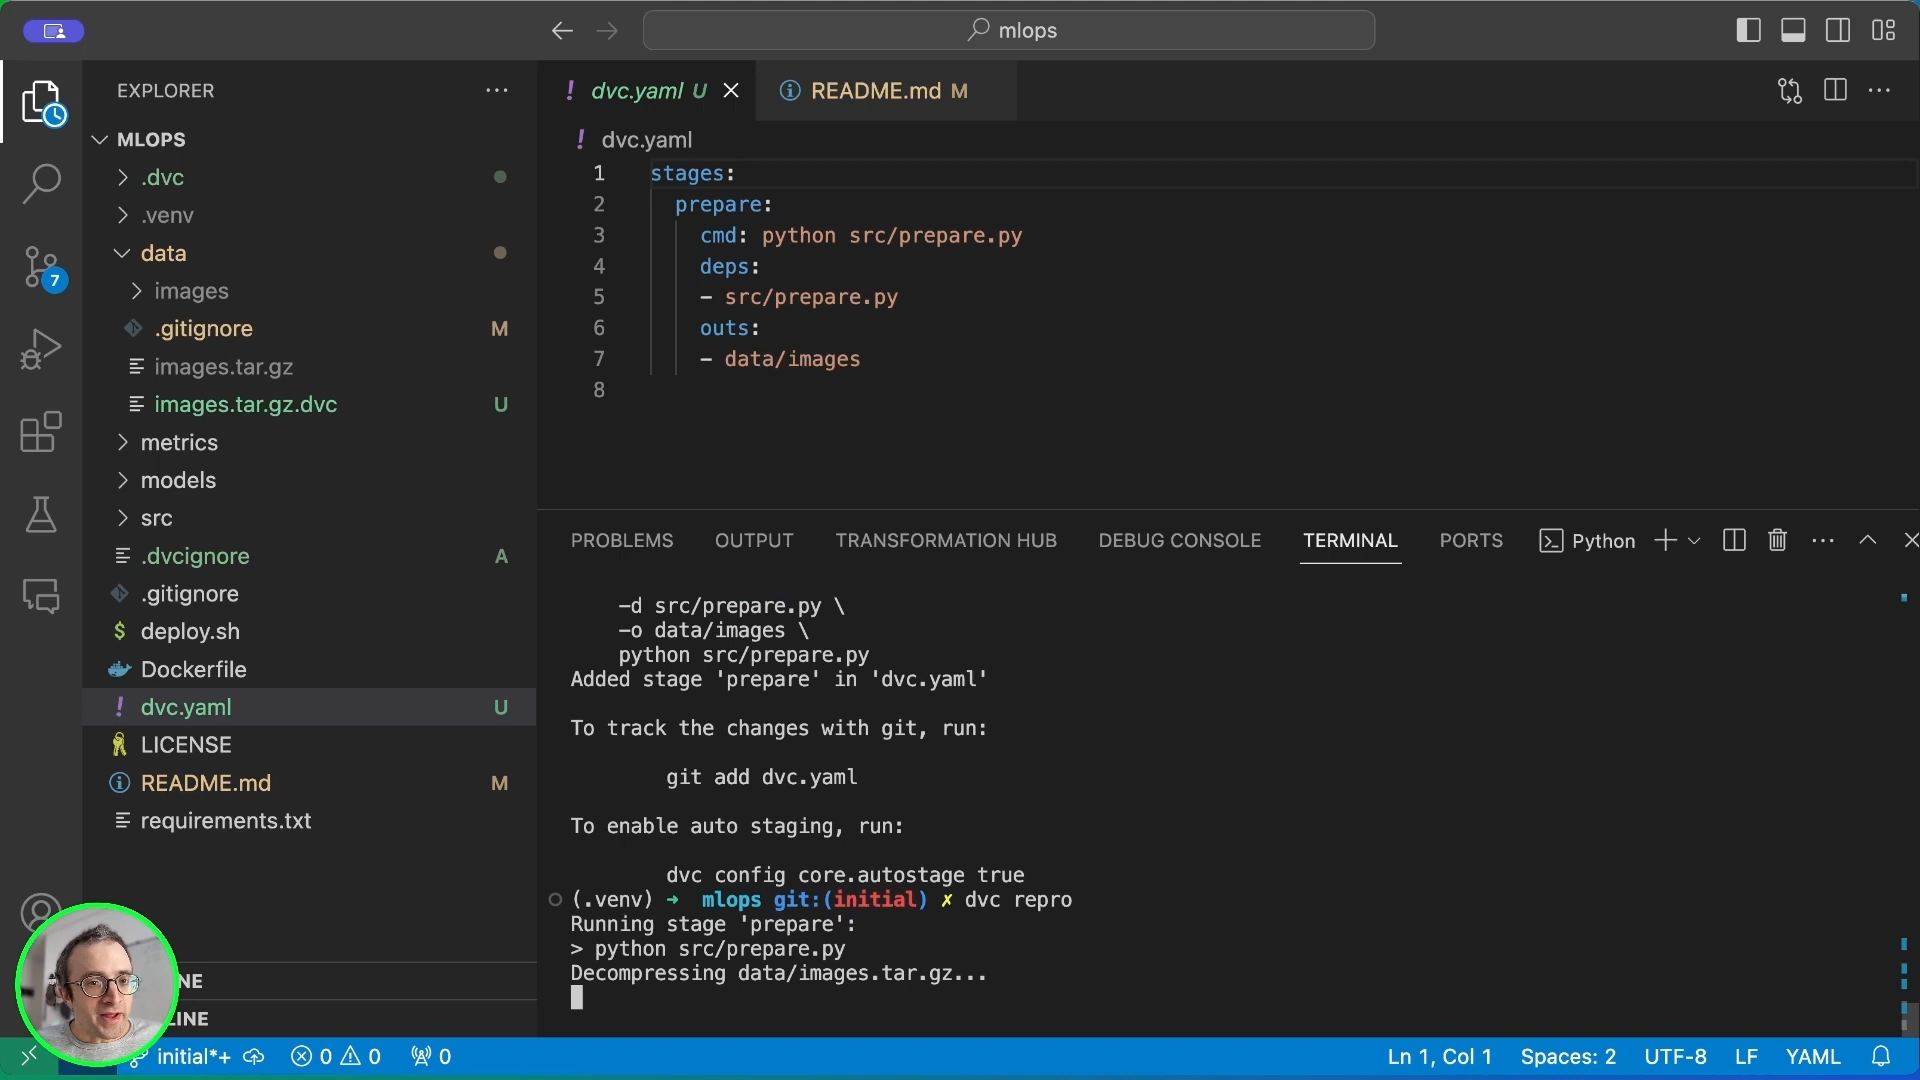 mlops
EXPLORER
MLOPS
.dvc
.venv
data
images
.gitignore M
images.tar.gz
images.tar.gz.dvc U
metrics
models
src
.dvcignore A
.gitignore
$ deploy.sh
Dockerfile
! dvc.yaml U
LICENSE
README.md M
requirements.txt
NE
LINE
7
! dvc.yaml U
README.md M
! dvc.yaml
1 stages:
2 prepare:
3 cmd: python src/prepare.py
4 deps:
5 - src/prepare.py
6 outs:
7 - data/images
8
PROBLEMS OUTPUT TRANSFORMATION HUB DEBUG CONSOLE TERMINAL PORTS Python
-d src/prepare.py \
-o data/images \
python src/prepare.py
Added stage 'prepare' in 'dvc.yaml'
To track the changes with git, run:
git add dvc.yaml
To enable auto staging, run:
dvc config core.autostage true
(.venv) ➜ mlops git:(initial) ✗ dvc repro
Running stage 'prepare':
> python src/prepare.py
Decompressing data/images.tar.gz...
initial*+ 0 0 0 Ln 1, Col 1 Spaces: 2 UTF-8 LF YAML